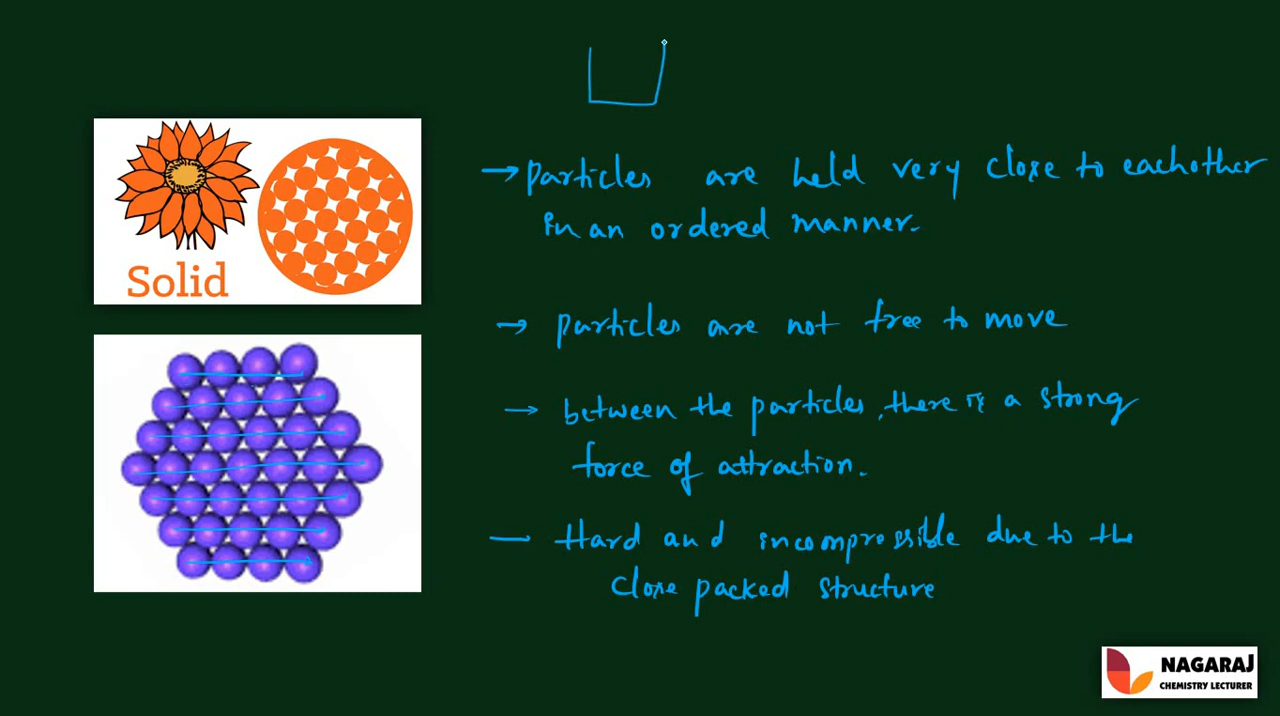 Solid
→ particles are held very close to eachother
in an ordered manner.
→ particles are not free to move
→ between the particles, there is a strong
force of attraction.
— Hard and incompressible due to the
close packed structure
NAGARAJ
CHEMISTRY LECTURER